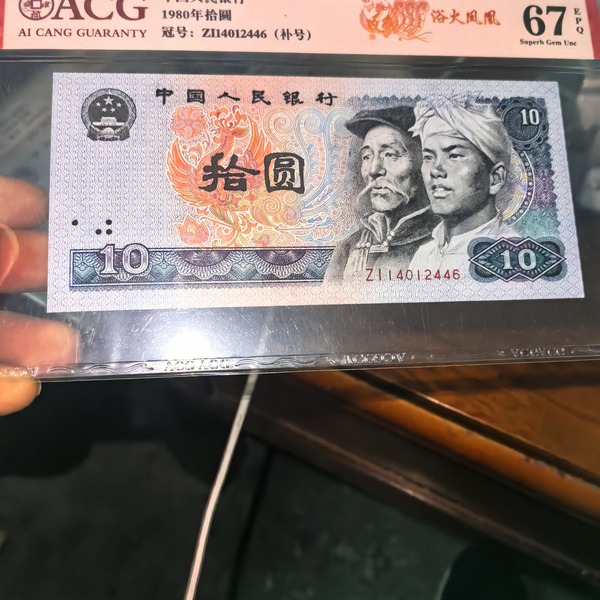 ACG
AI CANG GUARANTY
1980年拾圆
冠号: ZI14012446 (补号)
浴火凤凰
67 EPQ
Superb Gem Unc
中国人民银行
10
拾圆
10
ZI14012446
10